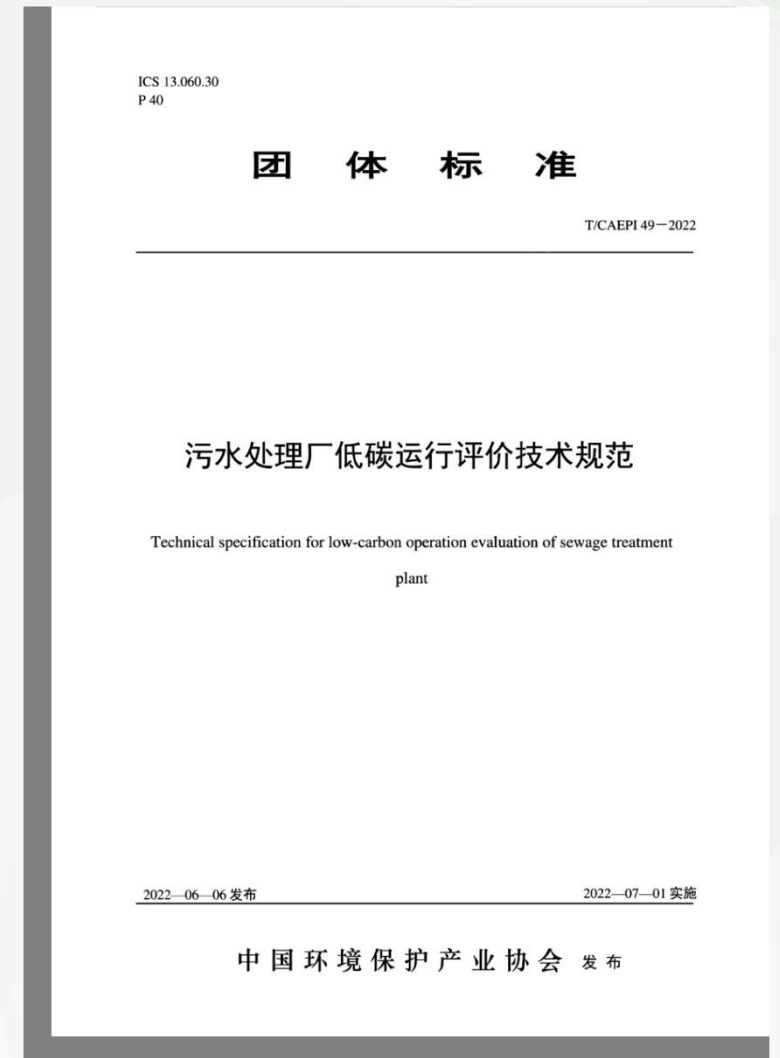 ICS 13.060.30
P 40
团 体 标 准
T/CAEPI 49—2022
污水处理厂低碳运行评价技术规范
Technical specification for low-carbon operation evaluation of sewage treatment
plant
2022—06—06 发布 2022—07—01 实施
中国环境保护产业协会 发布